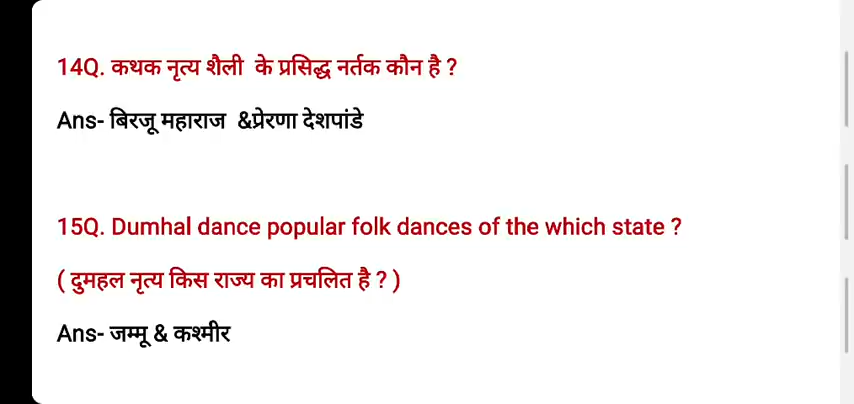 14Q. कथक नृत्य शैली के प्रसिद्ध नर्तक कौन है ?
Ans- बिरजू महाराज &प्रेरणा देशपांडे
15Q. Dumhal dance popular folk dances of the which state ?
( दुमहल नृत्य किस राज्य का प्रचलित है ? )
Ans- जम्मू & कश्मीर